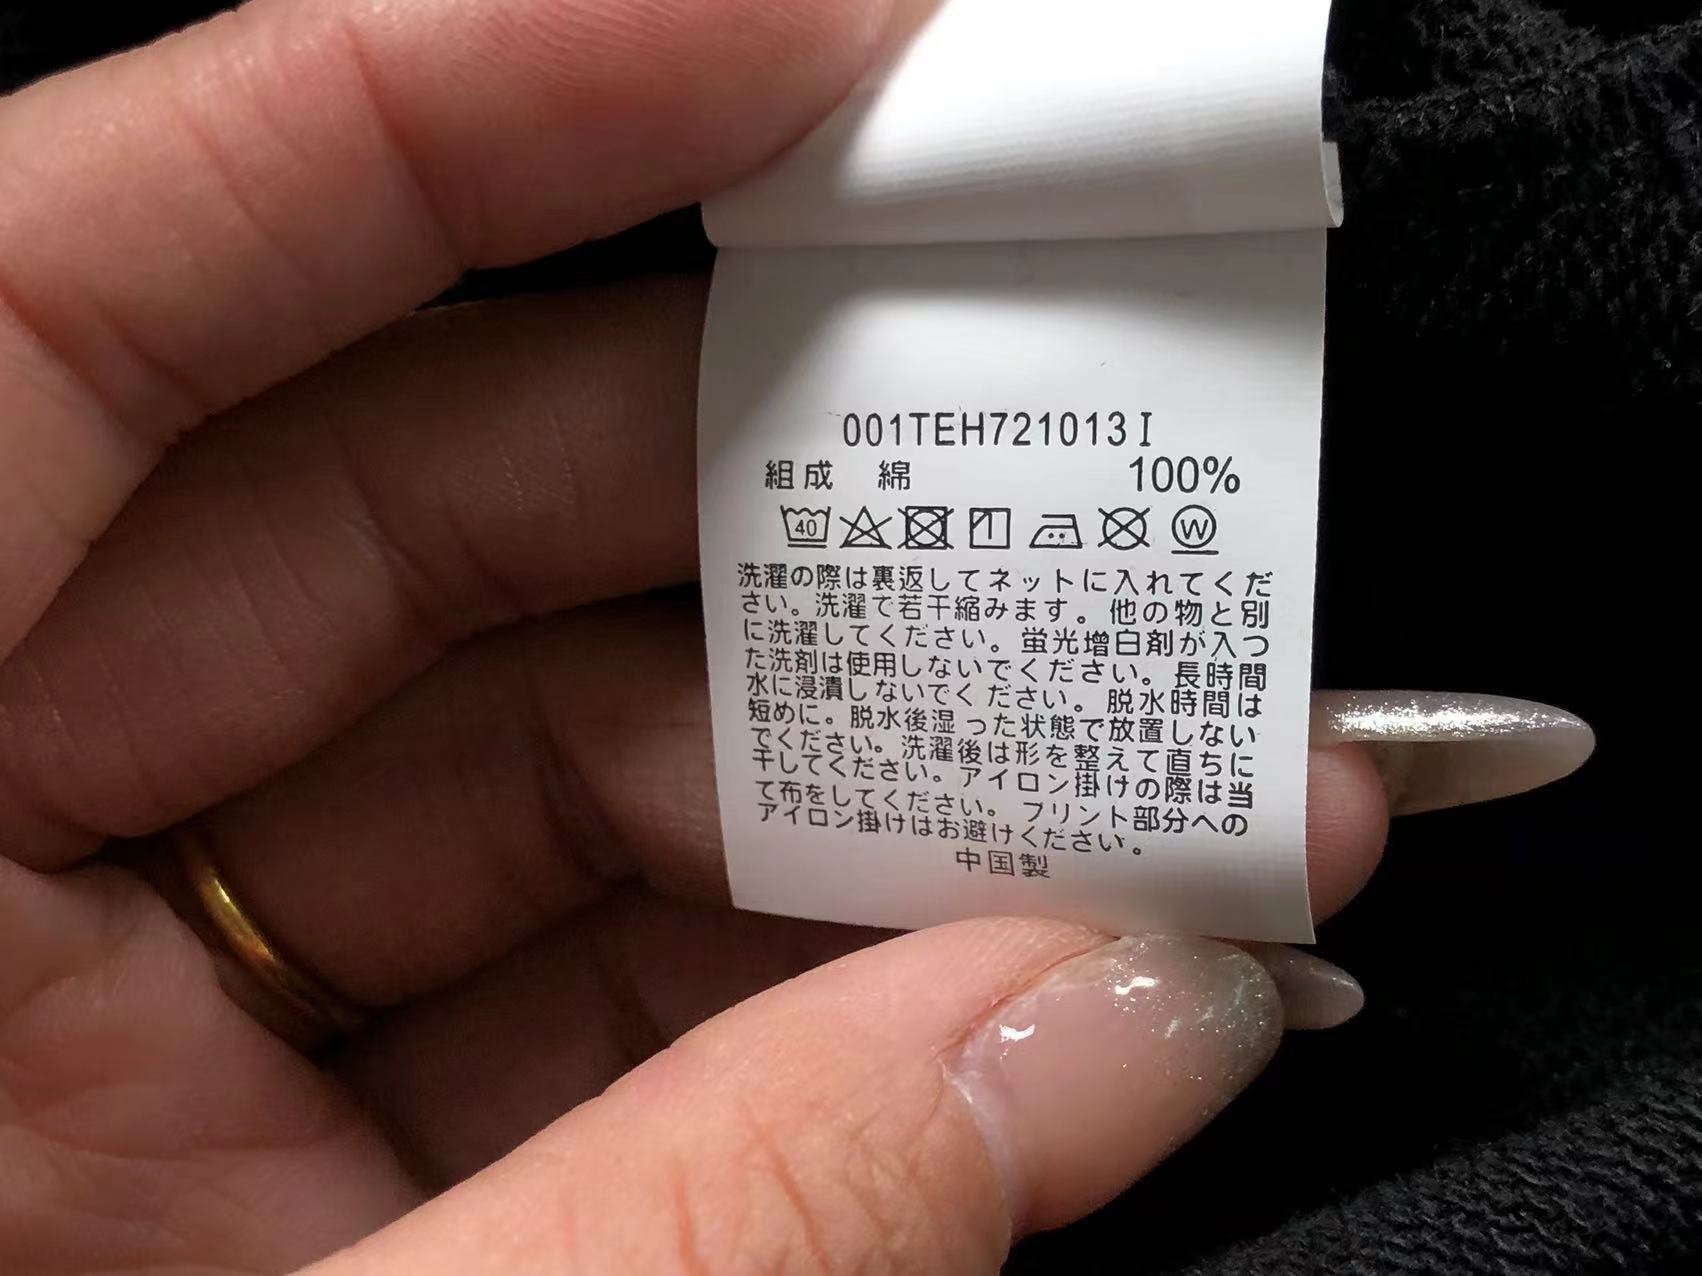 001TEH721013I
組成 綿 100%
40 W
洗濯の際は裏返してネットに入れてくだ
さい。洗濯で若干縮みます。他の物と別
に洗濯してください。蛍光増白剤が入っ
た洗剤は使用しないでください。長時間
水に浸漬しないでください。脱水時間は
短めに。脱水後湿った状態で放置しない
でください。洗濯後は形を整えて直ちに
干してください。アイロン掛けの際は当
て布をしてください。プリント部分への
アイロン掛けはお避けください。
中国製